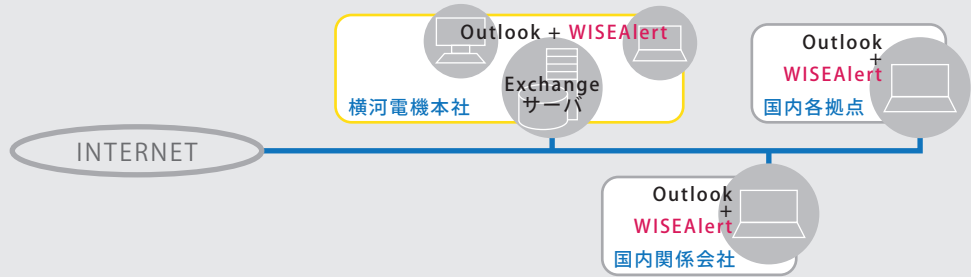 Outlook + WISEAlert
Exchange
サーバ
横河電機本社
Outlook
+
WISEAlert
国内各拠点
INTERNET
Outlook
+
WISEAlert
国内関係会社